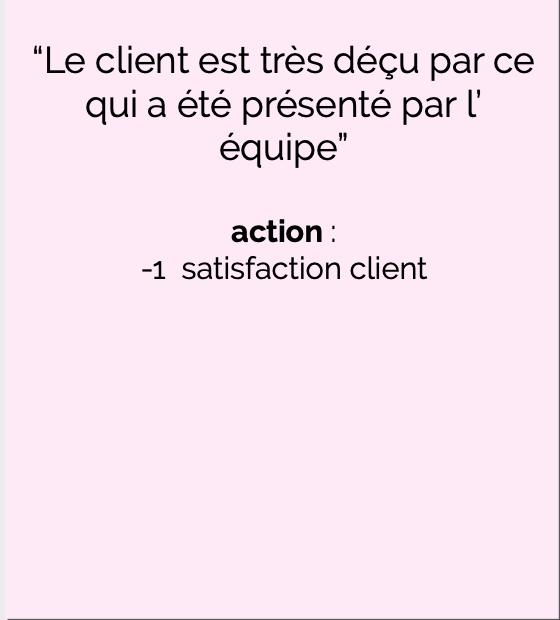 “Le client est très déçu par ce
qui a été présenté par l’
équipe”
action :
-1  satisfaction client